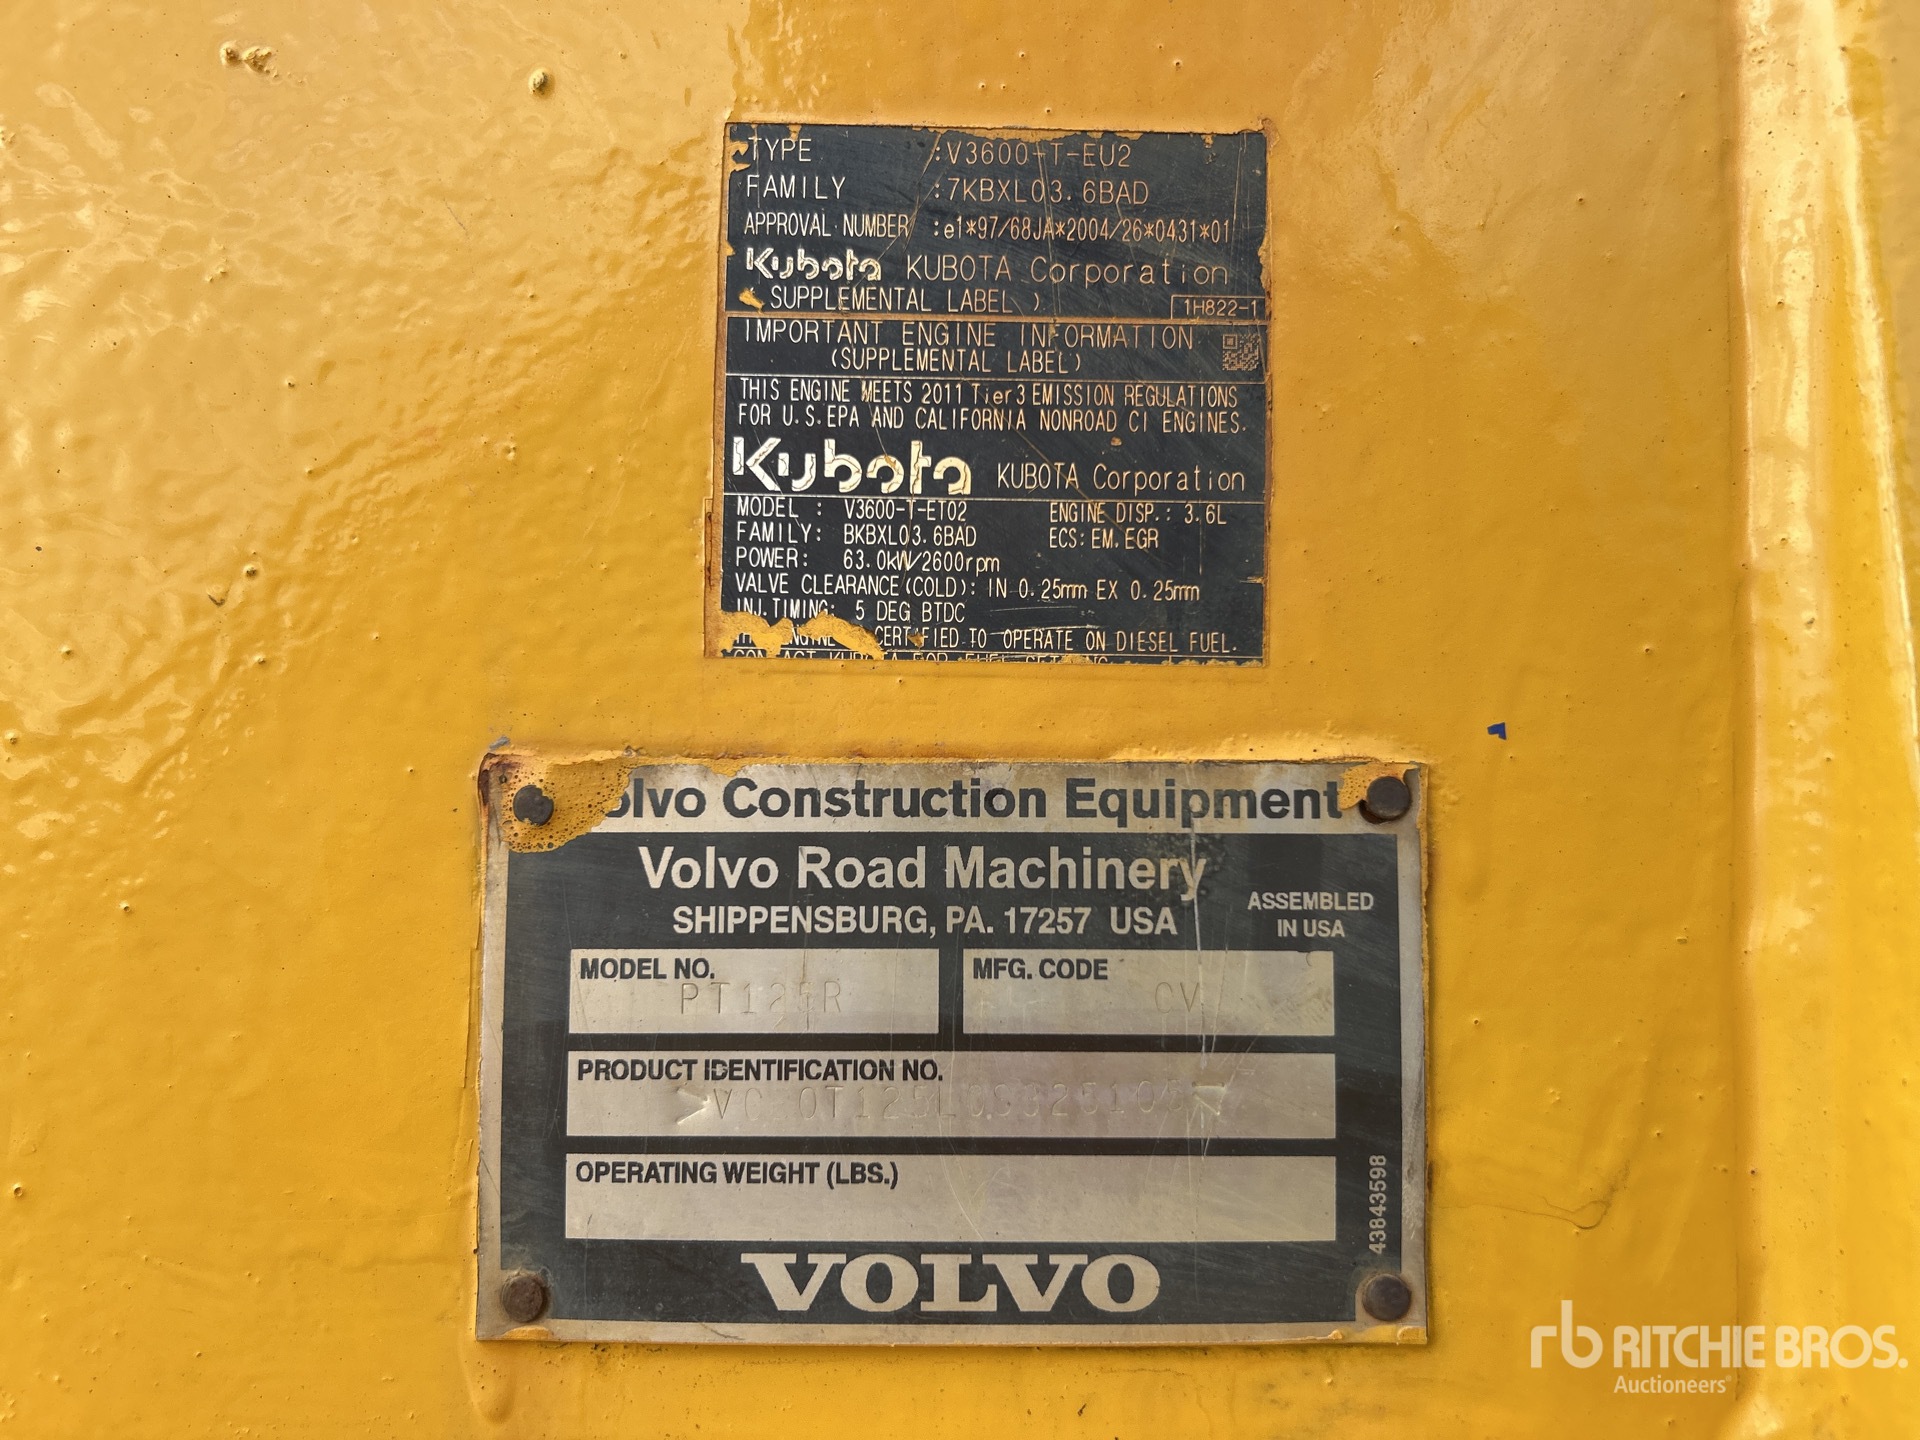 TYPE :V3600-T-EU2
FAMILY :7KBXL03.6BAD
APPROVAL NUMBER :e1*97/68JA*2004/26*0431*01
Kubota KUBOTA Corporation
( SUPPLEMENTAL LABEL ) 1H822-1
IMPORTANT ENGINE INFORMATION
(SUPPLEMENTAL LABEL)
THIS ENGINE MEETS 2011 Tier3 EMISSION REGULATIONS
FOR U.S.EPA AND CALIFORNIA NONROAD CI ENGINES.
Kubota KUBOTA Corporation
MODEL : V3600-T-ET02 ENGINE DISP.: 3.6L
FAMILY: BKBXL03.6BAD ECS: EM, EGR
POWER: 63.0kW/2600rpm
VALVE CLEARANCE(COLD): IN 0.25mm EX 0.25mm
INJ.TIMING: 5 DEG BTDC
CERTIFIED TO OPERATE ON DIESEL FUEL.
olvo Construction Equipment
Volvo Road Machinery
SHIPPENSBURG, PA. 17257 USA
ASSEMBLED
IN USA
MODEL NO. MFG. CODE
PT125R CV
PRODUCT IDENTIFICATION NO.
OPERATING WEIGHT (LBS.)
43843598
VOLVO
rb RITCHIE BROS.
Auctioneers